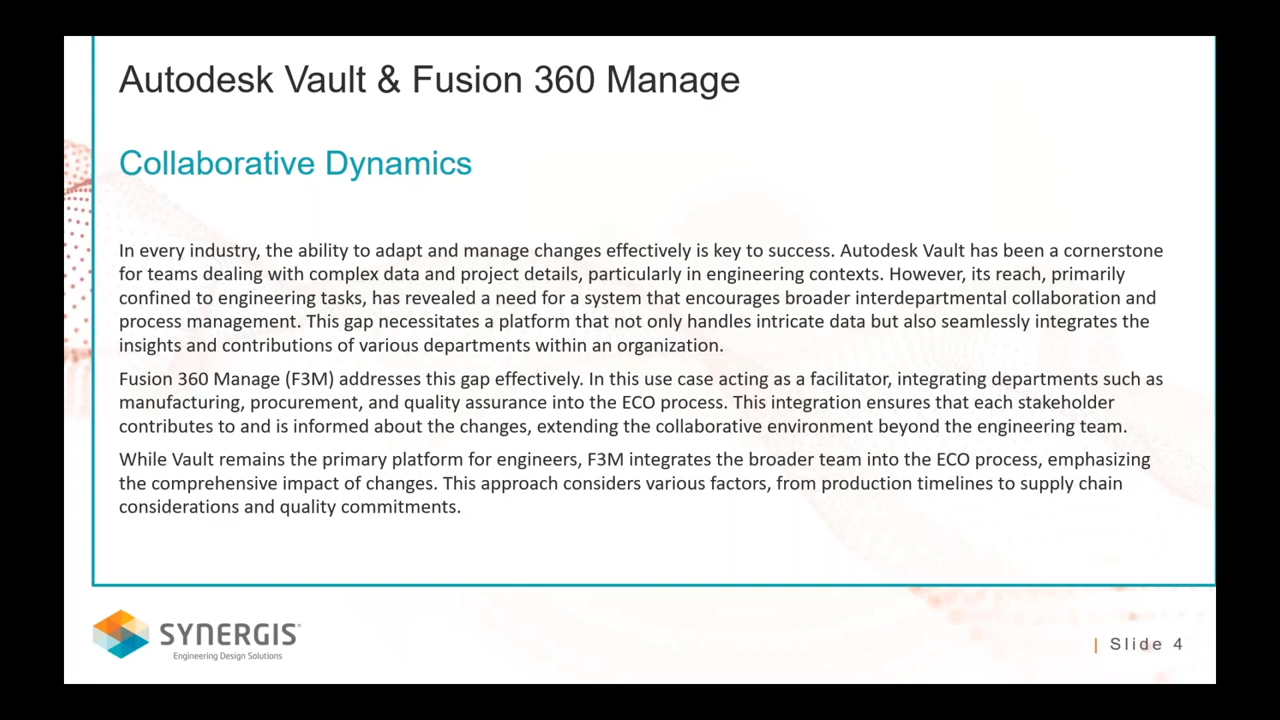 Autodesk Vault & Fusion 360 Manage
Collaborative Dynamics
In every industry, the ability to adapt and manage changes effectively is key to success. Autodesk Vault has been a cornerstone
for teams dealing with complex data and project details, particularly in engineering contexts. However, its reach, primarily
confined to engineering tasks, has revealed a need for a system that encourages broader interdepartmental collaboration and
process management. This gap necessitates a platform that not only handles intricate data but also seamlessly integrates the
insights and contributions of various departments within an organization.
Fusion 360 Manage (F3M) addresses this gap effectively. In this use case acting as a facilitator, integrating departments such as
manufacturing, procurement, and quality assurance into the ECO process. This integration ensures that each stakeholder
contributes to and is informed about the changes, extending the collaborative environment beyond the engineering team.
While Vault remains the primary platform for engineers, F3M integrates the broader team into the ECO process, emphasizing
the comprehensive impact of changes. This approach considers various factors, from production timelines to supply chain
considerations and quality commitments.
SYNERGIS®
Engineering Design Solutions
| Slide 4